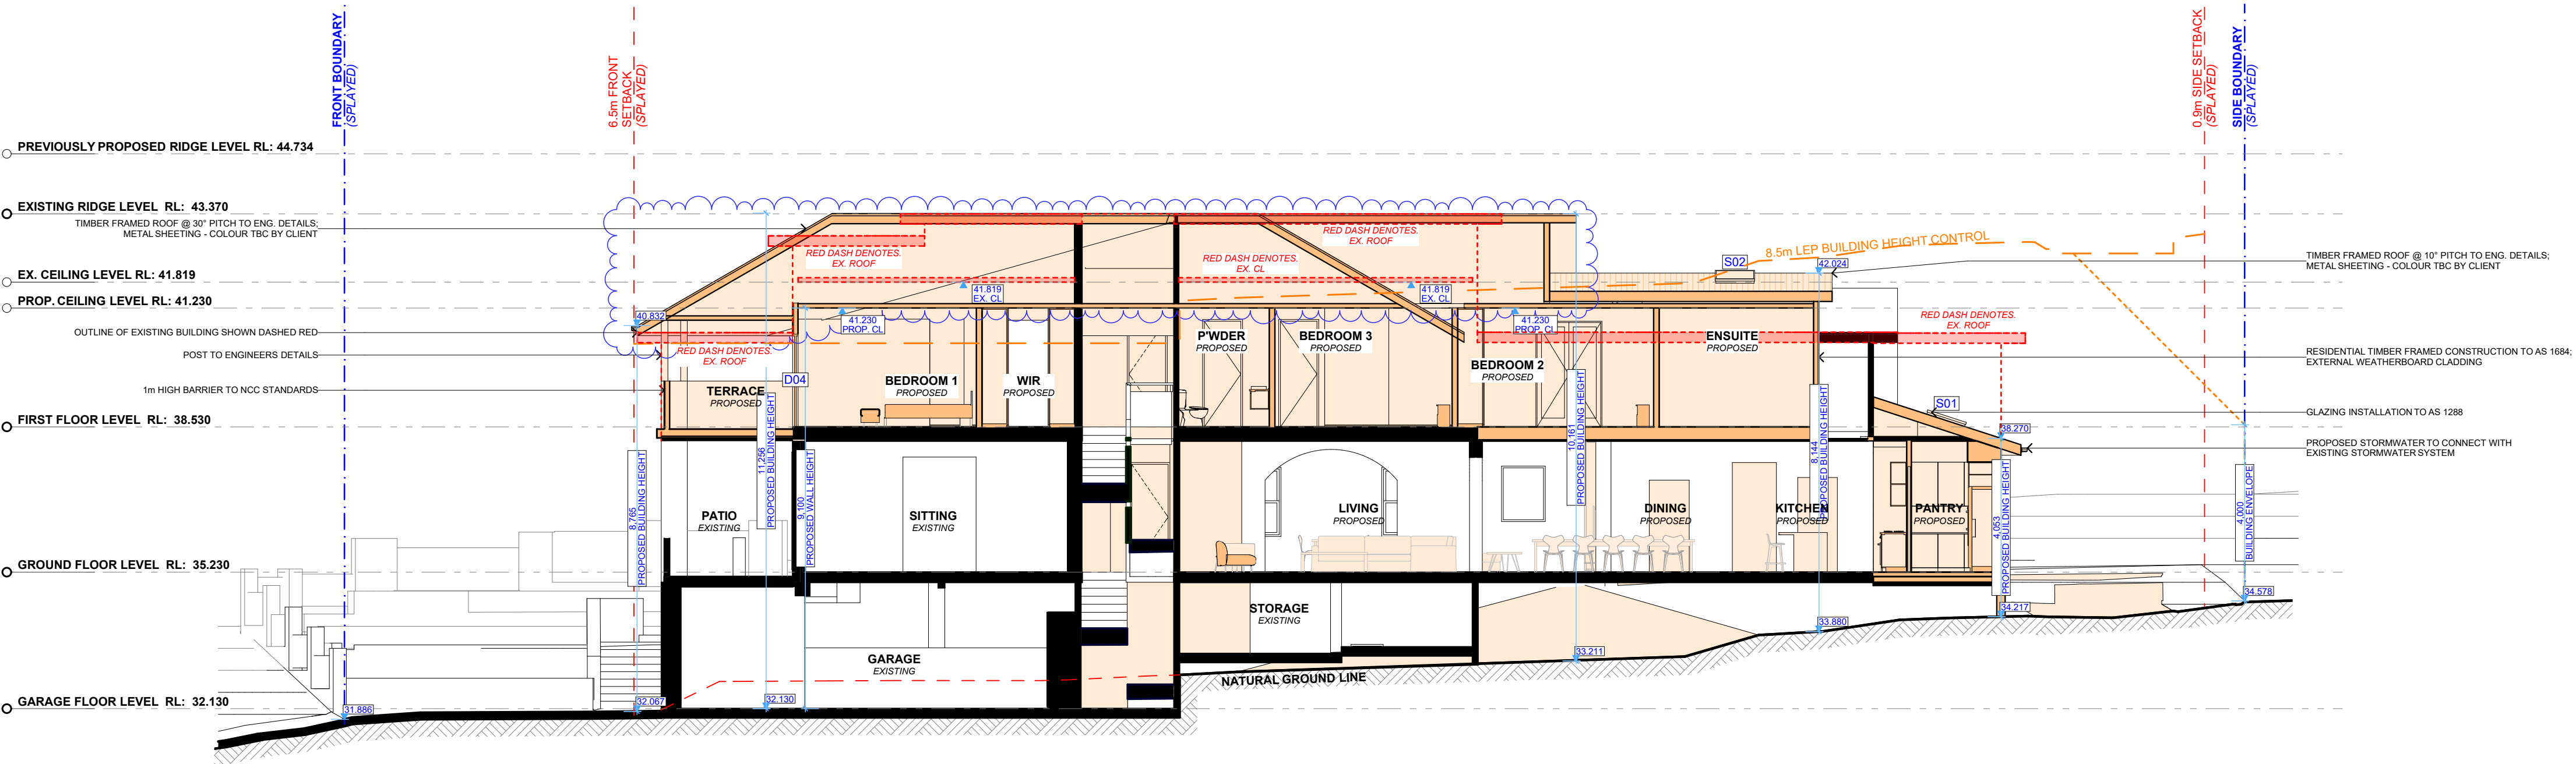 FRONT BOUNDARY
(SPLAYED)
6.5m FRONT
SETBACK
(SPLAYED)
0.9m SIDE SETBACK
(SPLAYED)
SIDE BOUNDARY
(SPLAYED)
PREVIOUSLY PROPOSED RIDGE LEVEL RL: 44.734
EXISTING RIDGE LEVEL RL: 43.370
TIMBER FRAMED ROOF @ 30° PITCH TO ENG. DETAILS;
METAL SHEETING - COLOUR TBC BY CLIENT
EX. CEILING LEVEL RL: 41.819
PROP. CEILING LEVEL RL: 41.230
OUTLINE OF EXISTING BUILDING SHOWN DASHED RED
POST TO ENGINEERS DETAILS
1m HIGH BARRIER TO NCC STANDARDS
FIRST FLOOR LEVEL RL: 38.530
GROUND FLOOR LEVEL RL: 35.230
GARAGE FLOOR LEVEL RL: 32.130
RED DASH DENOTES.
EX. ROOF
RED DASH DENOTES.
EX. CL
RED DASH DENOTES.
EX. ROOF
8.5m LEP BUILDING HEIGHT CONTROL
S02
42.024
TIMBER FRAMED ROOF @ 10° PITCH TO ENG. DETAILS;
METAL SHEETING - COLOUR TBC BY CLIENT
41.819
EX. CL
41.819
EX. CL
40.832
41.230
PROP. CL
41.230
PROP. CL
RED DASH DENOTES.
EX. ROOF
RED DASH DENOTES.
EX. ROOF
RESIDENTIAL TIMBER FRAMED CONSTRUCTION TO AS 1684;
EXTERNAL WEATHERBOARD CLADDING
D04
TERRACE
PROPOSED
BEDROOM 1
PROPOSED
WIR
PROPOSED
P'WDER
PROPOSED
BEDROOM 3
PROPOSED
BEDROOM 2
PROPOSED
ENSUITE
PROPOSED
S01
GLAZING INSTALLATION TO AS 1288
38.270
PROPOSED STORMWATER TO CONNECT WITH
EXISTING STORMWATER SYSTEM
8,765
PROPOSED BUILDING HEIGHT
11,256
PROPOSED BUILDING HEIGHT
9,100
PROPOSED WALL HEIGHT
10,161
PROPOSED BUILDING HEIGHT
8,144
PROPOSED BUILDING HEIGHT
4,053
PROPOSED BUILDING HEIGHT
4,000
BUILDING ENVELOPE
PATIO
EXISTING
SITTING
EXISTING
LIVING
PROPOSED
DINING
PROPOSED
KITCHEN
PROPOSED
PANTRY
PROPOSED
STORAGE
EXISTING
GARAGE
EXISTING
NATURAL GROUND LINE
31.886
32.067
32.130
33.211
33.880
34.217
34.578